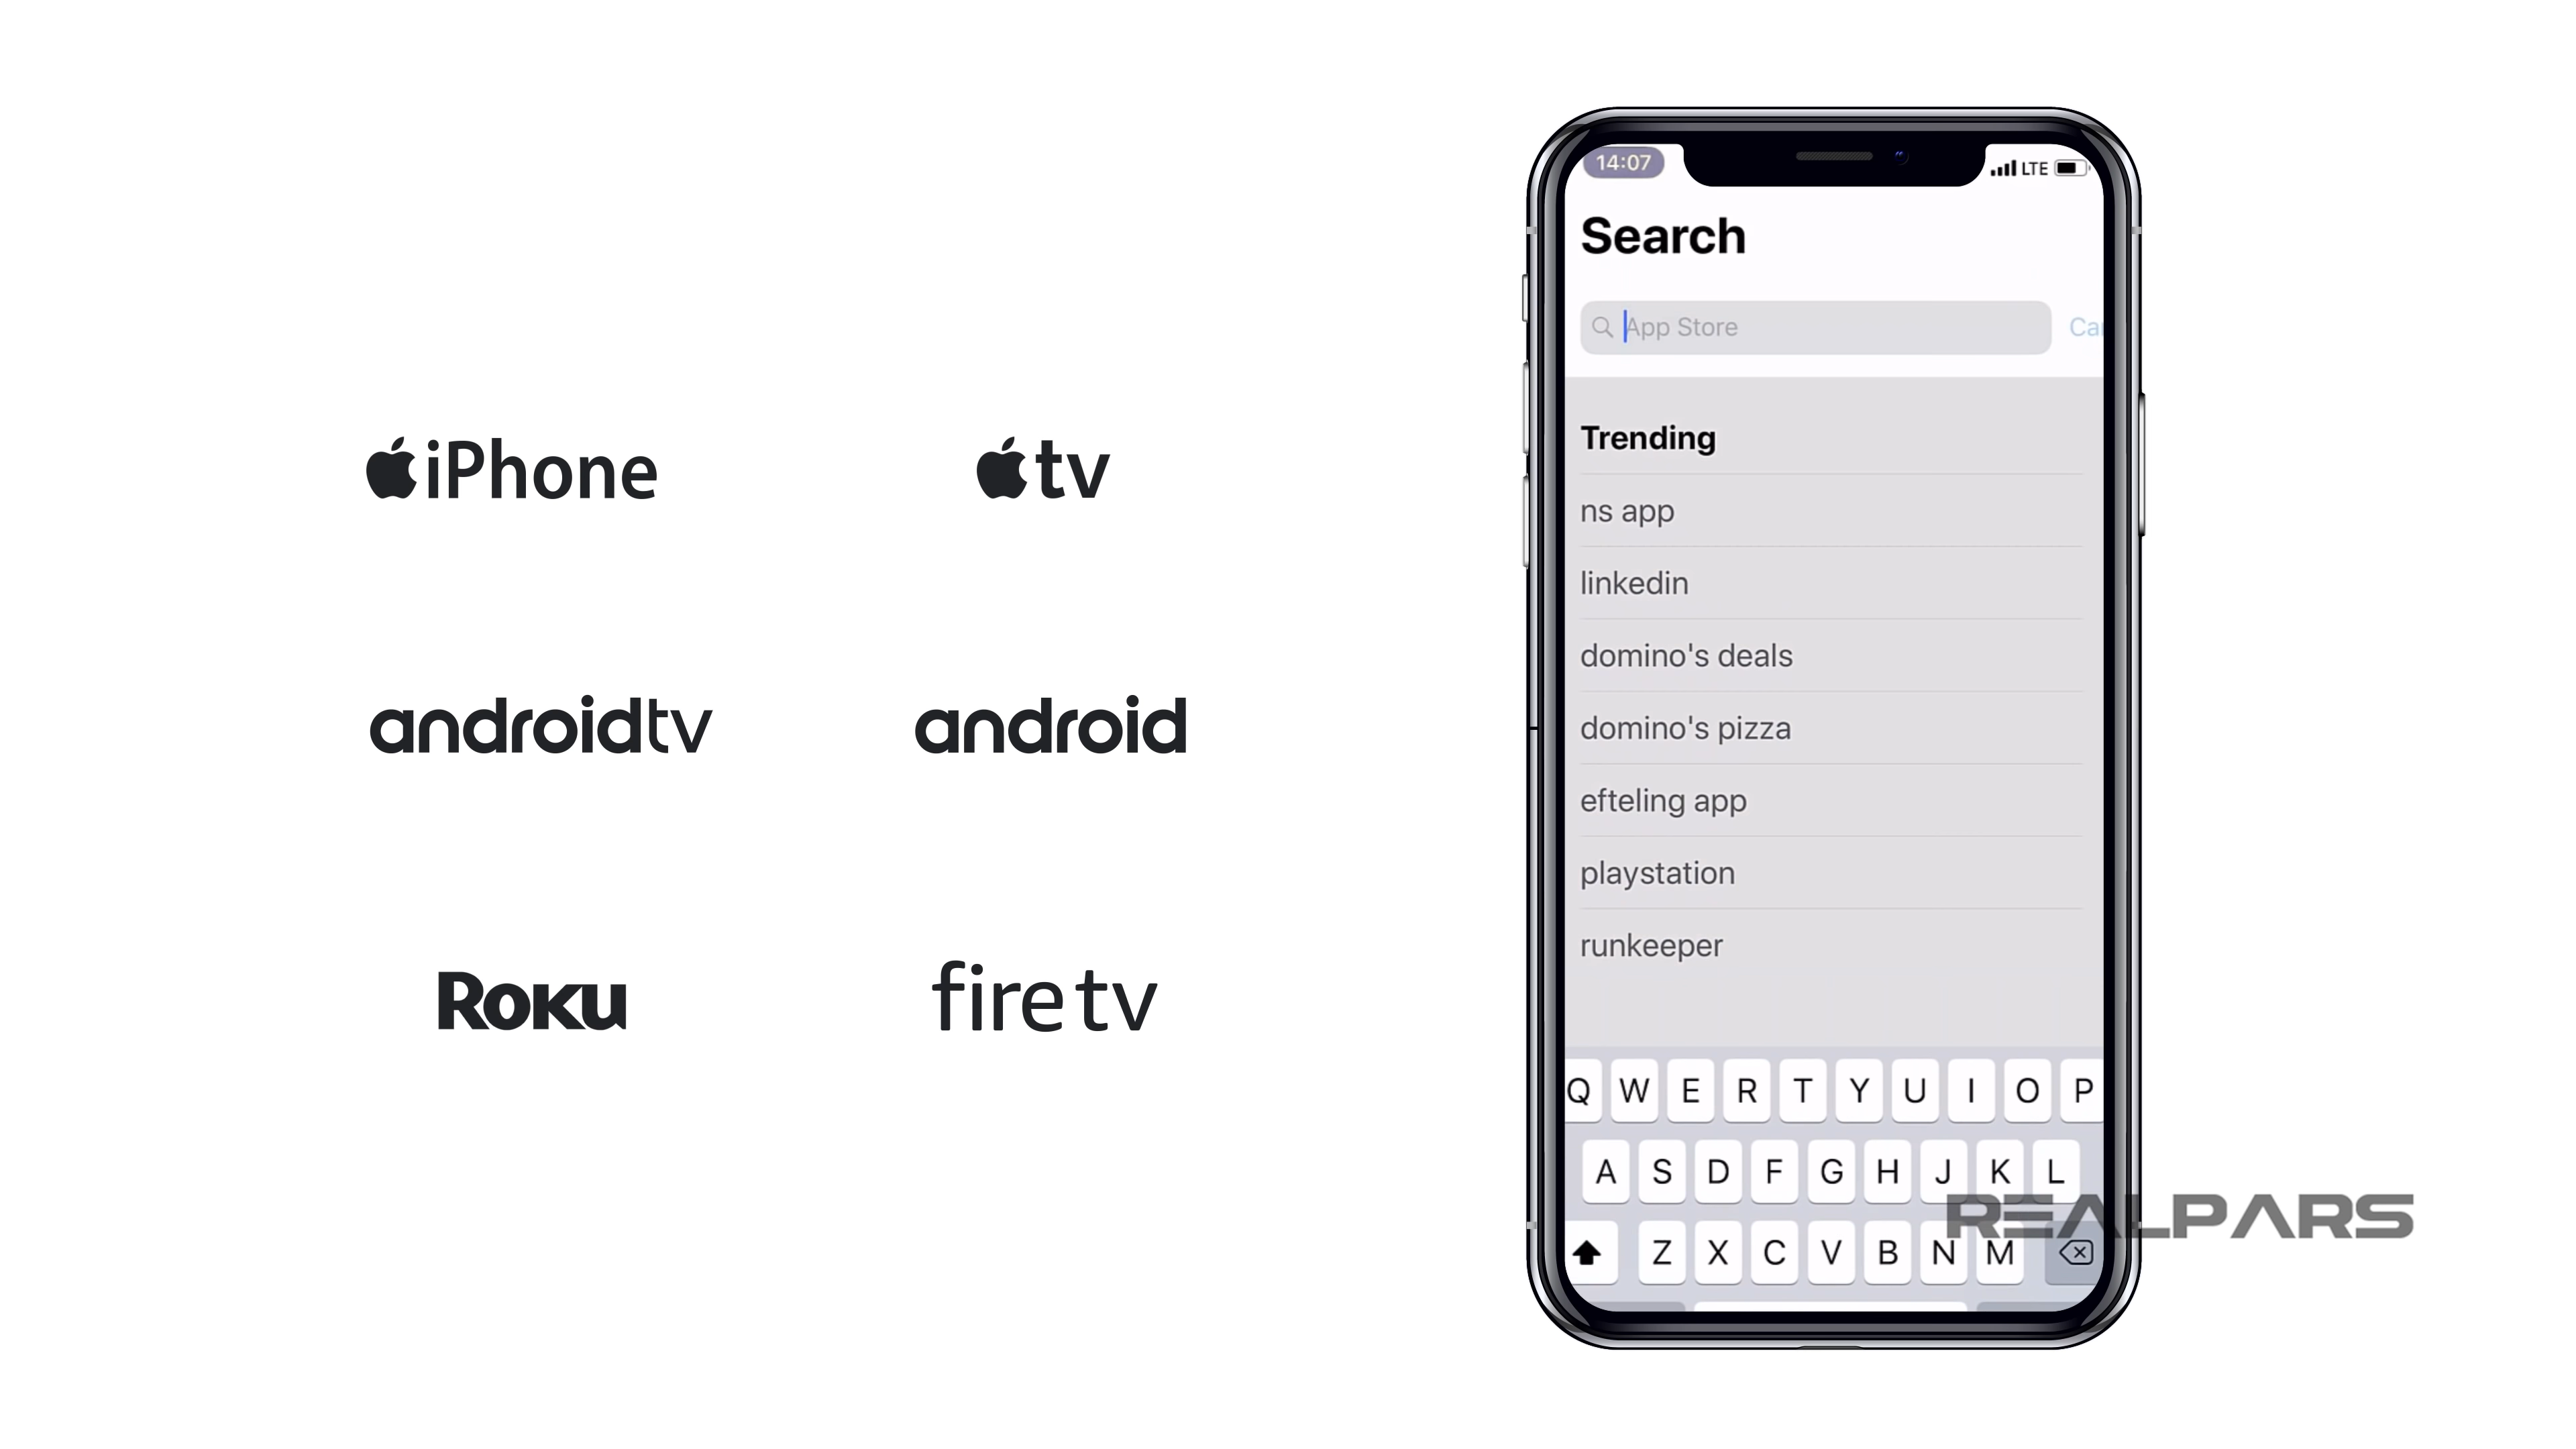 iPhone
tv
androidtv
android
Roku
fire tv
14:07
LTE
Search
App Store
Trending
ns app
linkedin
domino's deals
domino's pizza
efteling app
playstation
runkeeper
Q W E R T Y U I O P
A S D F G H J K L
Z X C V B N M
REALPARS